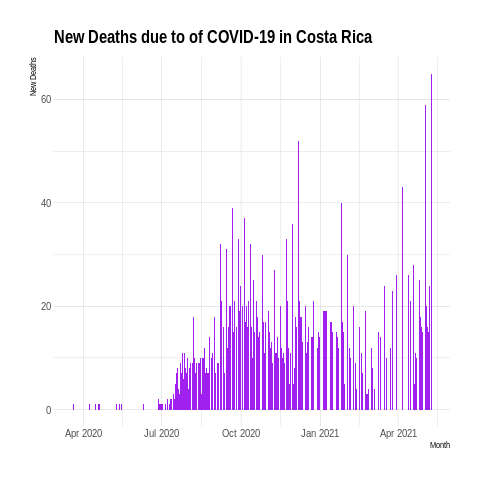 New Deaths due to of COVID-19 in Costa Rica
New Deaths
60
40
20
0
Apr 2020 Jul 2020 Oct 2020 Jan 2021 Apr 2021
Month